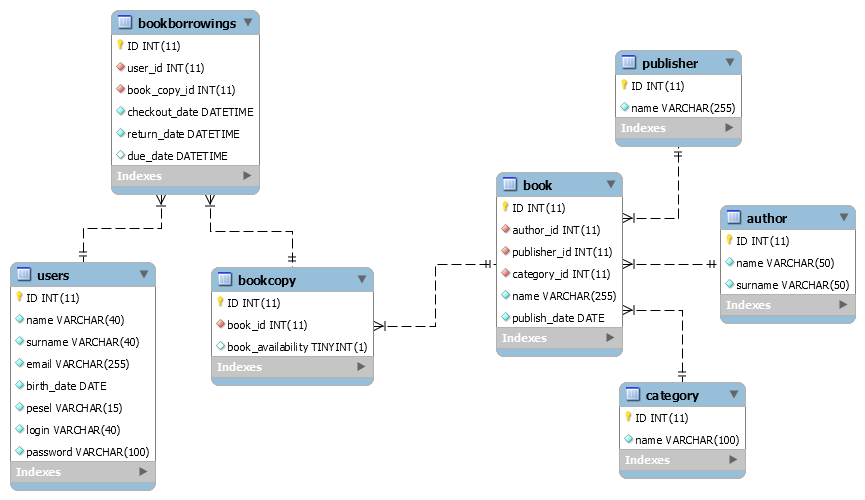 bookborrowings
ID INT(11)
user_id INT(11)
book_copy_id INT(11)
checkout_date DATETIME
return_date DATETIME
due_date DATETIME
Indexes
users
ID INT(11)
name VARCHAR(40)
surname VARCHAR(40)
email VARCHAR(255)
birth_date DATE
pesel VARCHAR(15)
login VARCHAR(40)
password VARCHAR(100)
Indexes
bookcopy
ID INT(11)
book_id INT(11)
book_availability TINYINT(1)
Indexes
book
ID INT(11)
author_id INT(11)
publisher_id INT(11)
category_id INT(11)
name VARCHAR(255)
publish_date DATE
Indexes
publisher
ID INT(11)
name VARCHAR(255)
Indexes
author
ID INT(11)
name VARCHAR(50)
surname VARCHAR(50)
Indexes
category
ID INT(11)
name VARCHAR(100)
Indexes